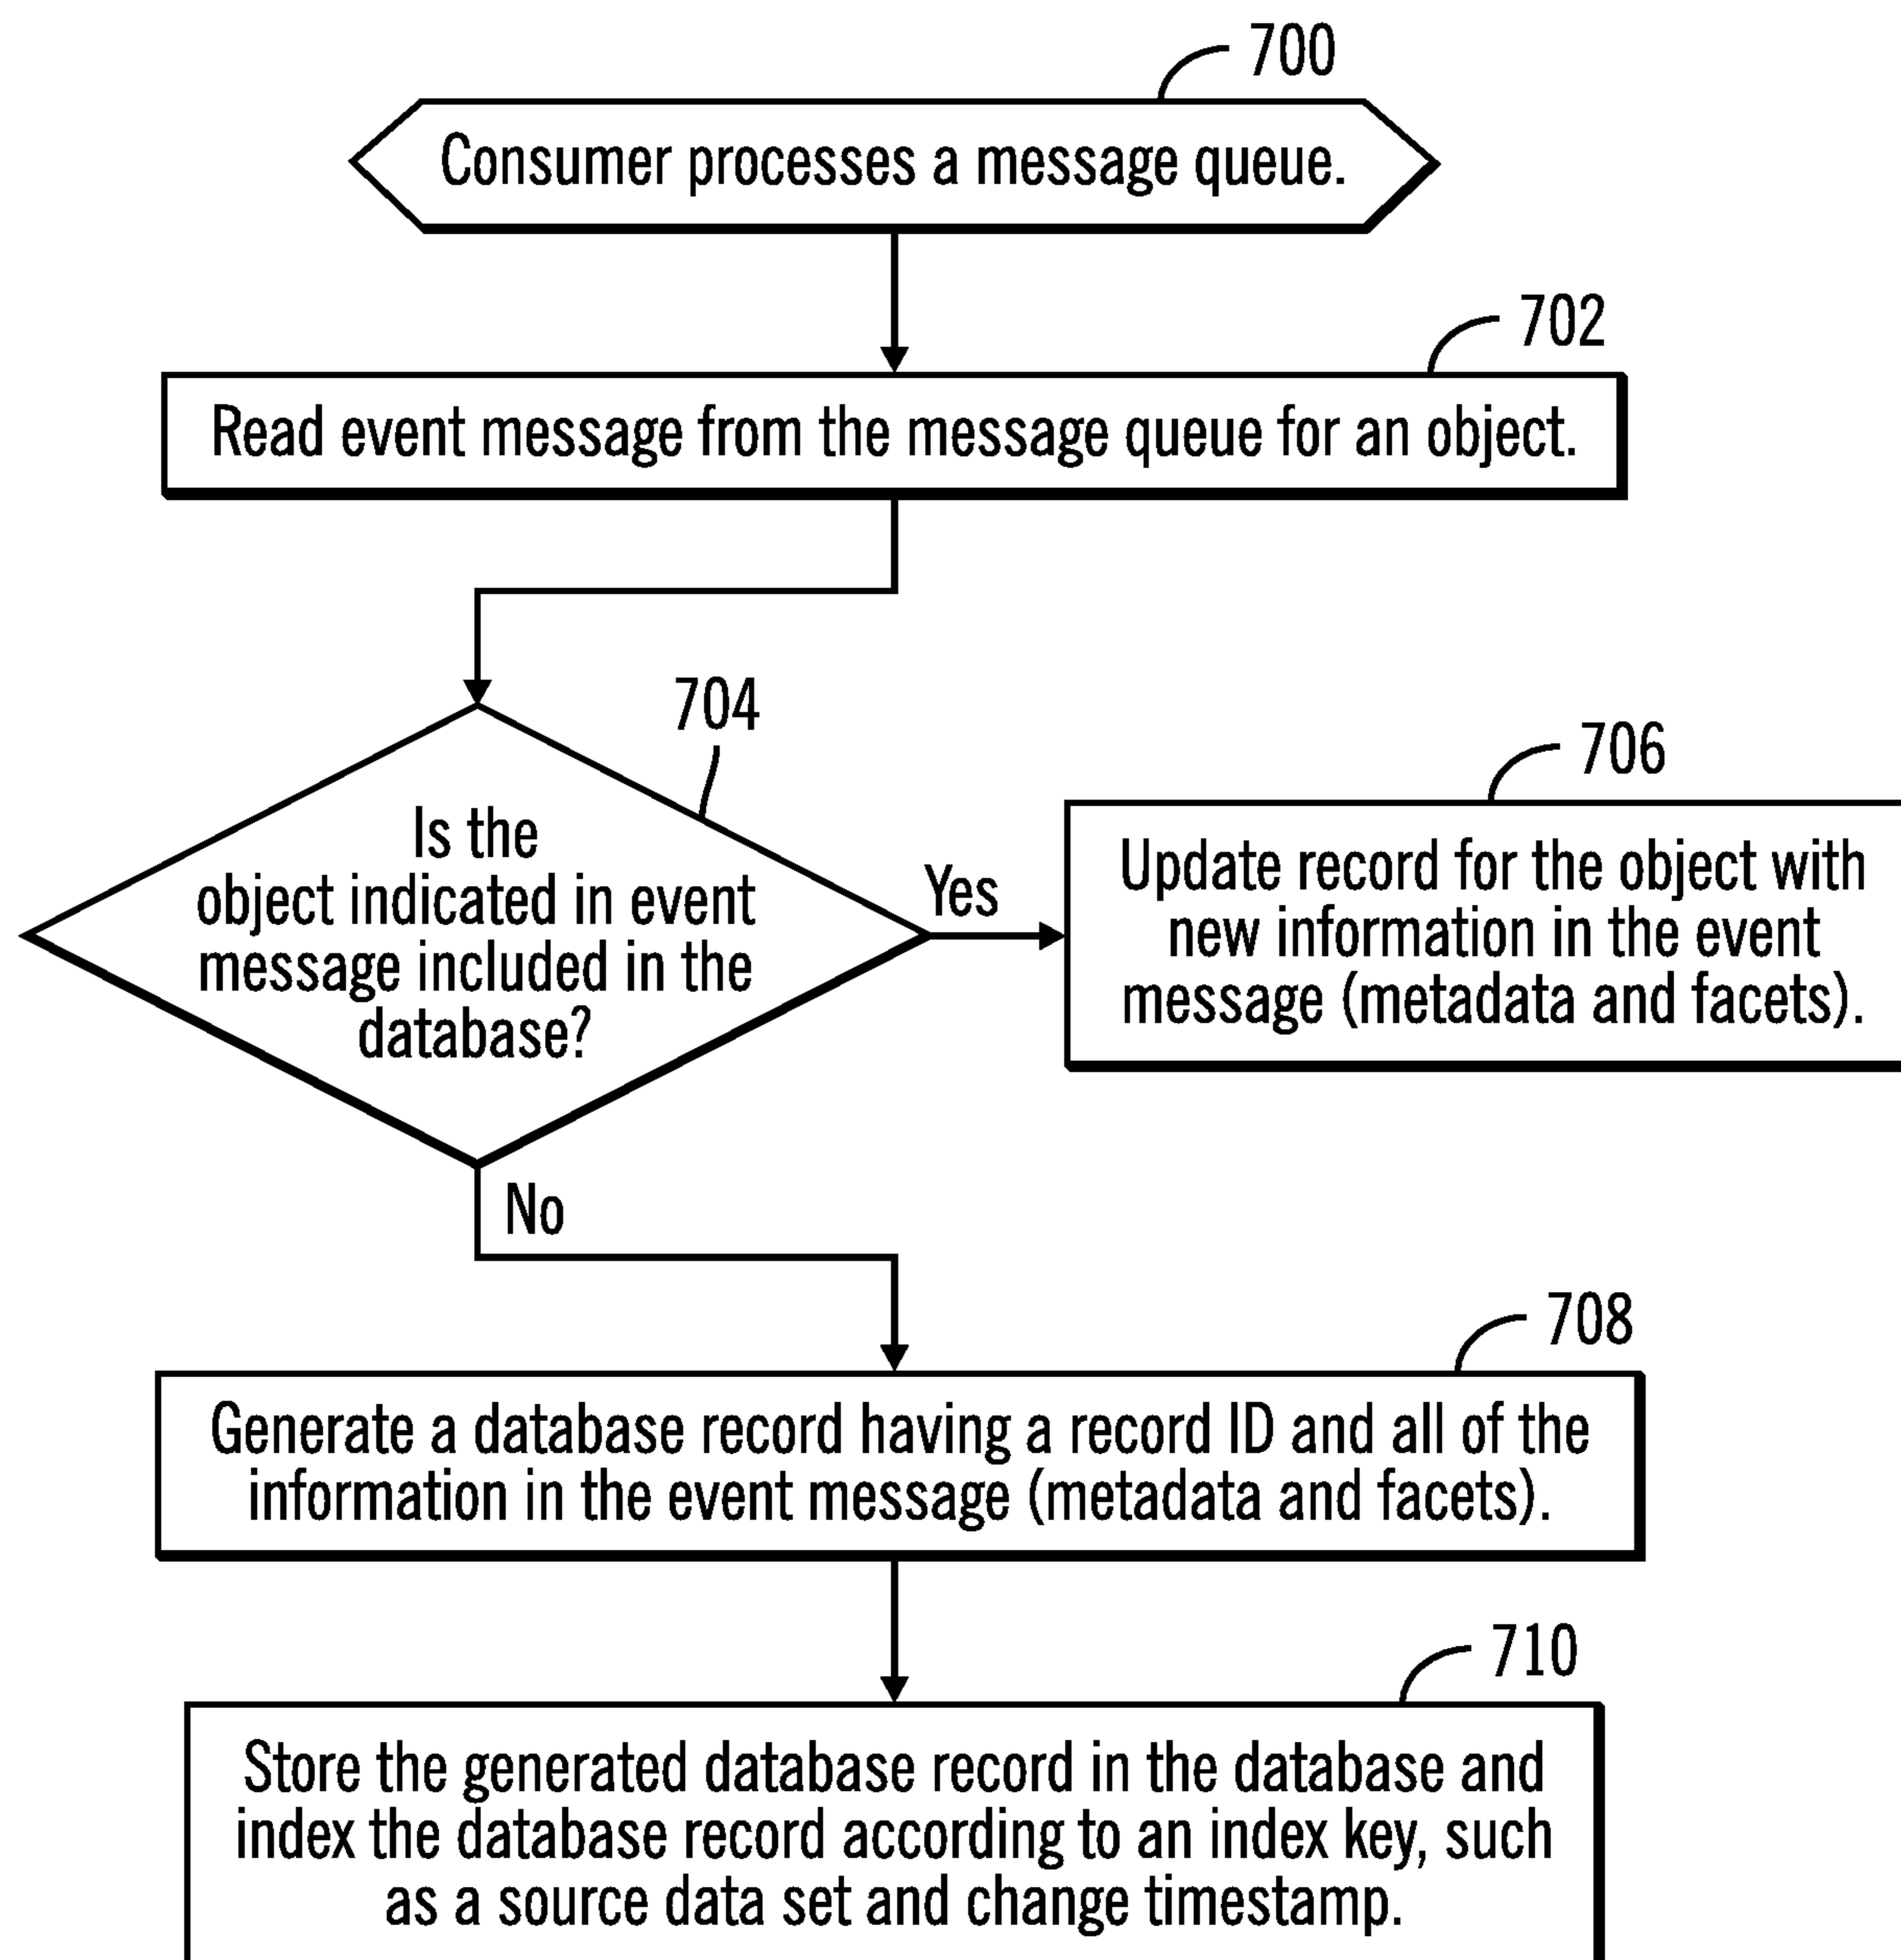 700
Consumer processes a message queue.
702
Read event message from the message queue for an object.
704
Is the
object indicated in event
message included in the
database?
Yes
706
Update record for the object with
new information in the event
message (metadata and facets).
No
708
Generate a database record having a record ID and all of the
information in the event message (metadata and facets).
710
Store the generated database record in the database and
index the database record according to an index key, such
as a source data set and change timestamp.